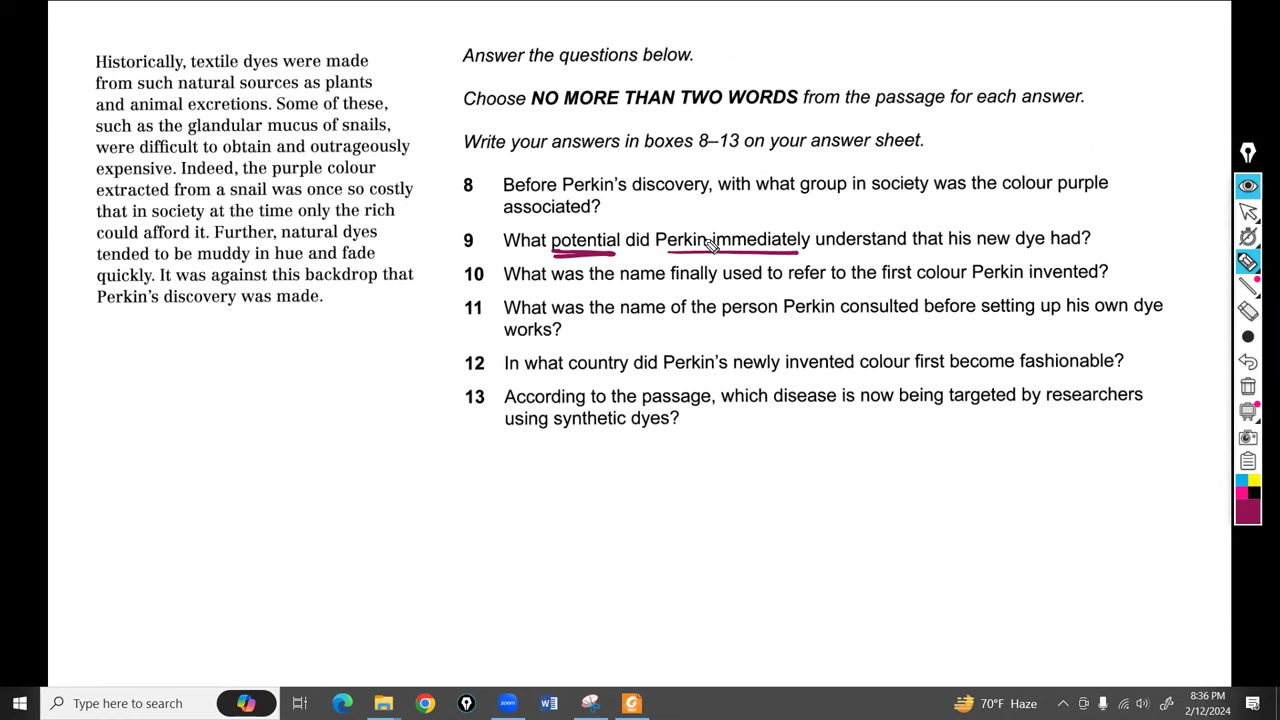 Historically, textile dyes were made
from such natural sources as plants
and animal excretions. Some of these,
such as the glandular mucus of snails,
were difficult to obtain and outrageously
expensive. Indeed, the purple colour
extracted from a snail was once so costly
that in society at the time only the rich
could afford it. Further, natural dyes
tended to be muddy in hue and fade
quickly. It was against this backdrop that
Perkin's discovery was made.
Answer the questions below.
Choose NO MORE THAN TWO WORDS from the passage for each answer.
Write your answers in boxes 8–13 on your answer sheet.
8 Before Perkin's discovery, with what group in society was the colour purple
associated?
9 What potential did Perkin immediately understand that his new dye had?
10 What was the name finally used to refer to the first colour Perkin invented?
11 What was the name of the person Perkin consulted before setting up his own dye
works?
12 In what country did Perkin's newly invented colour first become fashionable?
13 According to the passage, which disease is now being targeted by researchers
using synthetic dyes?
Type here to search
zoom
70°F Haze
8:36 PM
2/12/2024